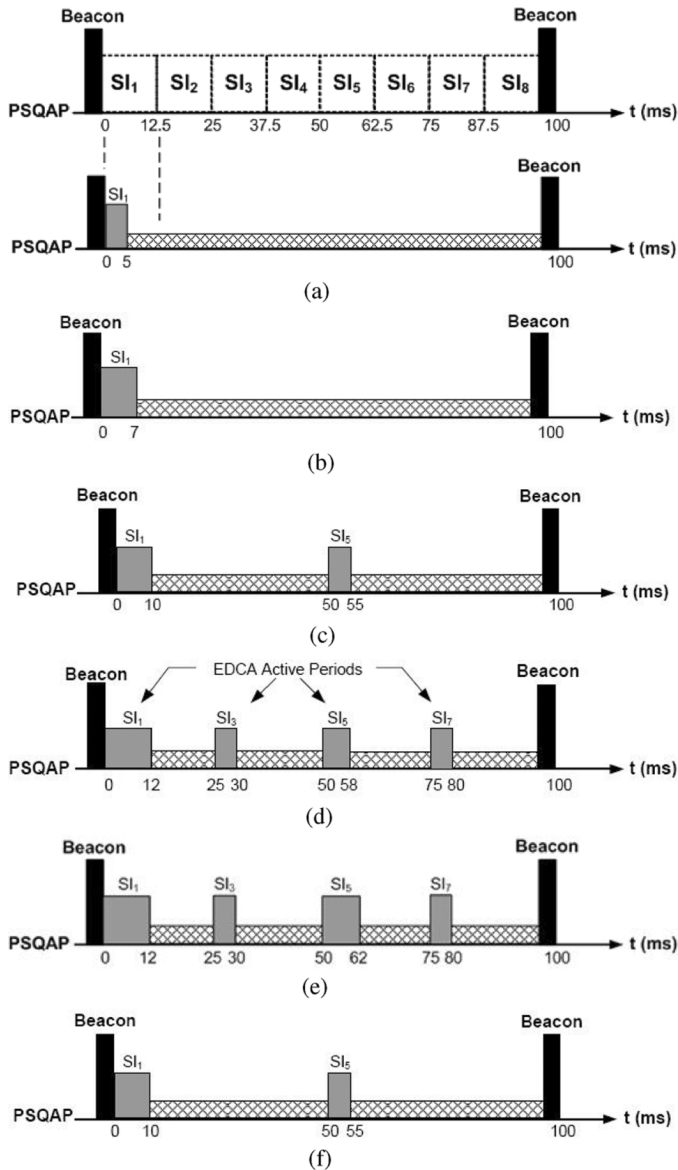 Beacon Beacon
SI₁ SI₂ SI₃ SI₄ SI₅ SI₆ SI₇ SI₈
PSQAP t (ms)
0 12.5 25 37.5 50 62.5 75 87.5 100
Beacon
SI₁
PSQAP t (ms)
0 5 100
(a)
Beacon Beacon
SI₁
PSQAP t (ms)
0 7 100
(b)
Beacon Beacon
SI₁ SI₅
PSQAP t (ms)
0 10 50 55 100
(c)
Beacon EDCA Active Periods Beacon
SI₁ SI₃ SI₅ SI₇
PSQAP t (ms)
0 12 25 30 50 58 75 80 100
(d)
Beacon Beacon
SI₁ SI₃ SI₅ SI₇
PSQAP t (ms)
0 12 25 30 50 62 75 80 100
(e)
Beacon Beacon
SI₁ SI₅
PSQAP t (ms)
0 10 50 55 100
(f)